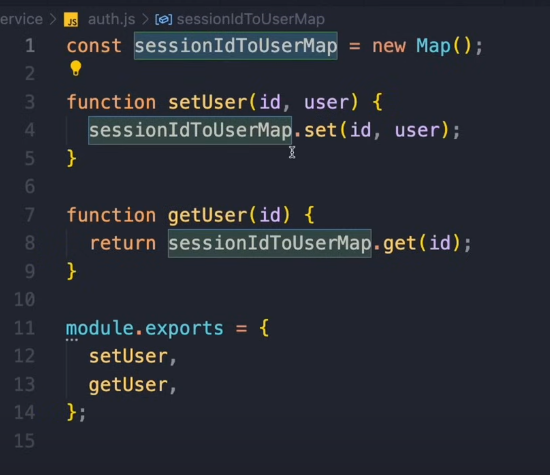 ervice > JS auth.js > sessionIdToUserMap
1 const sessionIdToUserMap = new Map();
2
3 function setUser(id, user) {
4 sessionIdToUserMap.set(id, user);
5 }
6
7 function getUser(id) {
8 return sessionIdToUserMap.get(id);
9 }
10
11 module.exports = {
12 setUser,
13 getUser,
14 };
15